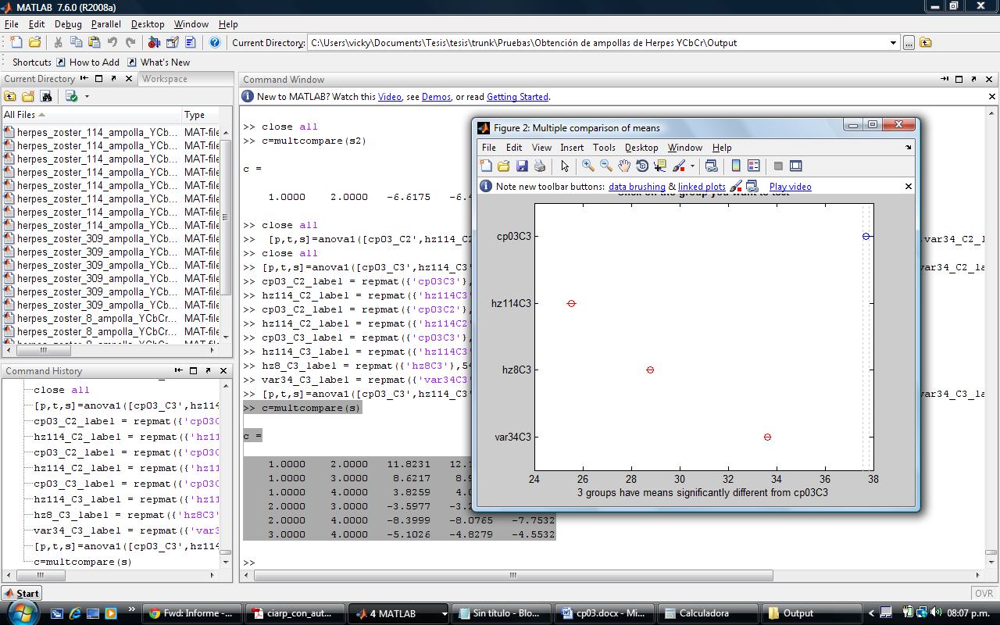 MATLAB 7.6.0 (R2008a)
File Edit Debug Parallel Desktop Window Help
Current Directory: C:\Users\vicky\Documents\Tesis\tesis\trunk\Pruebas\Obtención de ampollas de Herpes YCbCr\Output
Shortcuts How to Add What's New
Current Directory Workspace
All Files Type
herpes_zoster_114_ampolla_YCb... MAT-file
herpes_zoster_114_ampolla_YCb... MAT-file
herpes_zoster_114_ampolla_YCb... MAT-file
herpes_zoster_114_ampolla_YCb... MAT-file
herpes_zoster_114_ampolla_YCb... MAT-file
herpes_zoster_114_ampolla_YCb... MAT-file
herpes_zoster_114_ampolla_YCb... MAT-file
herpes_zoster_114_ampolla_YCb... MAT-file
herpes_zoster_309_ampolla_YCb... MAT-file
herpes_zoster_309_ampolla_YCb... MAT-file
herpes_zoster_309_ampolla_YCb... MAT-file
herpes_zoster_309_ampolla_YCb... MAT-file
herpes_zoster_309_ampolla_YCb... MAT-file
herpes_zoster_309_ampolla_YCb... MAT-file
herpes_zoster_8_ampolla_YCbCr... MAT-file
herpes_zoster_8_ampolla_YCbCr... MAT-file
herpes_zoster_8_ampolla_YCbCr... MAT-file
Command History
close all
[p,t,s]=anova1([cp03_C3',hz114
cp03_C2_label = repmat({'cp03C
hz114_C2_label = repmat({'hz11
cp03_C2_label = repmat({'cp03C
hz114_C2_label = repmat({'hz11
cp03_C3_label = repmat({'cp03C
hz114_C3_label = repmat({'hz11
hz8_C3_label = repmat({'hz8C3'
var34_C3_label = repmat({'var3
[p,t,s]=anova1([cp03_C3',hz114
c=multcompare(s)
Command Window
New to MATLAB? Watch this Video, see Demos, or read Getting Started.
>> close all
>> c=multcompare(s2)
c =
1.0000 2.0000 -6.6175 -6.4
>> close all
>> [p,t,s]=anova1([cp03_C2',hz114_C2 ,var34_C2_l
>> close all
>> [p,t,s]=anova1([cp03_C3',hz114_C3' var34_C2_la
>> cp03_C2_label = repmat({'cp03C3'},
>> hz114_C2_label = repmat({'hz114C3'
>> cp03_C2_label = repmat({'cp03C2'},
>> hz114_C2_label = repmat({'hz114C2'
>> cp03_C3_label = repmat({'cp03C3'},
>> hz114_C3_label = repmat({'hz114C3'
>> hz8_C3_label = repmat({'hz8C3'},54
>> var34_C3_label = repmat({'var34C3'
>> [p,t,s]=anova1([cp03_C3',hz114_C3' var34_C3_la
>> c=multcompare(s)
c =
1.0000 2.0000 11.8231 12.1
1.0000 3.0000 8.6217 8.9
1.0000 4.0000 3.8259 4.0
2.0000 3.0000 -3.5977 -3.2
2.0000 4.0000 -8.3999 -8.0765 -7.7532
3.0000 4.0000 -5.1026 -4.8279 -4.5532
>>
Figure 2: Multiple comparison of means
File Edit View Insert Tools Desktop Window Help
Note new toolbar buttons: data brushing & linked plots Play video
Click on the group you want to test
cp03C3
hz114C3
hz8C3
var34C3
24 26 28 30 32 34 36 38
3 groups have means significantly different from cp03C3
Start OVR
Fwd: Informe -... ciarp_con_aut... 4 MATLAB Sin título - Blo... cp03.docx - Mi... Calculadora Output 08:07 p.m.